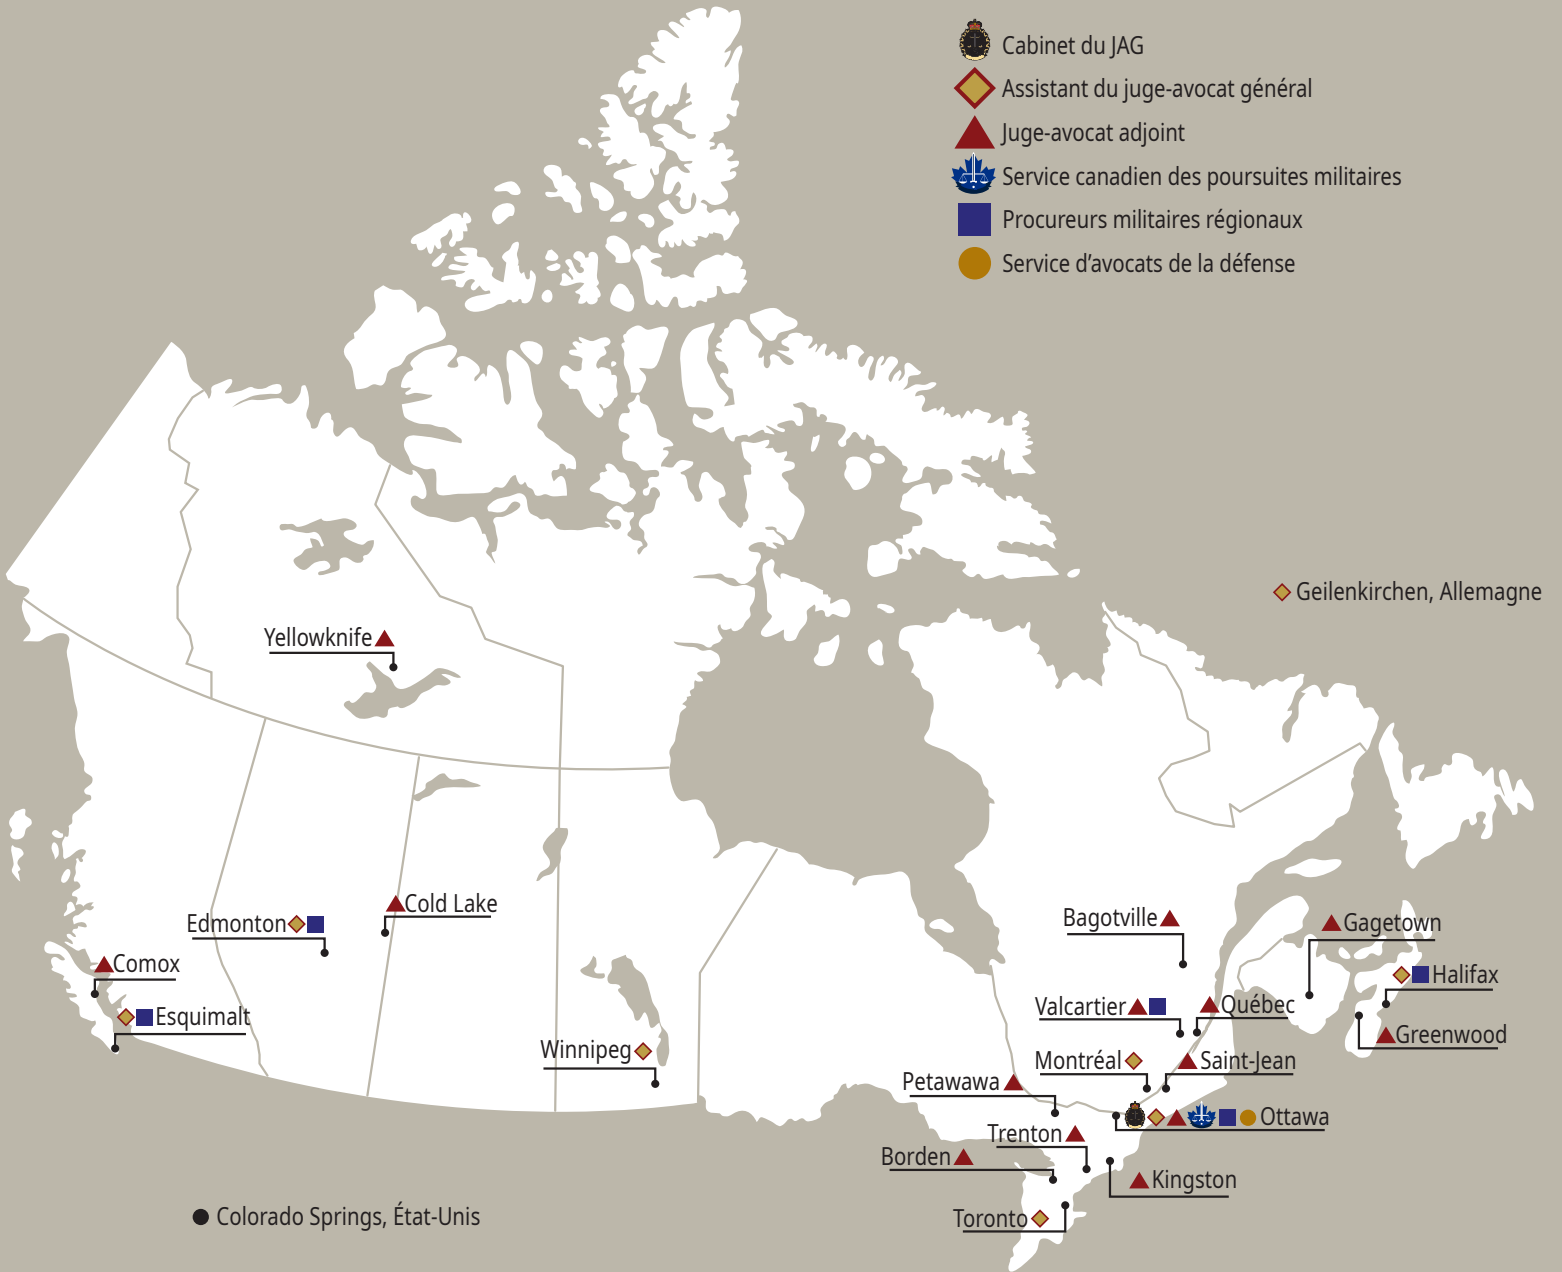 Cabinet du JAG
Assistant du juge-avocat général
Juge-avocat adjoint
Service canadien des poursuites militaires
Procureurs militaires régionaux
Service d’avocats de la défense
Geilenkirchen, Allemagne
Yellowknife
Cold Lake
Edmonton
Comox
Esquimalt
Winnipeg
Bagotville
Gagetown
Halifax
Valcartier
Québec
Greenwood
Montréal
Saint-Jean
Petawawa
Ottawa
Trenton
Borden
Kingston
Toronto
Colorado Springs, État-Unis